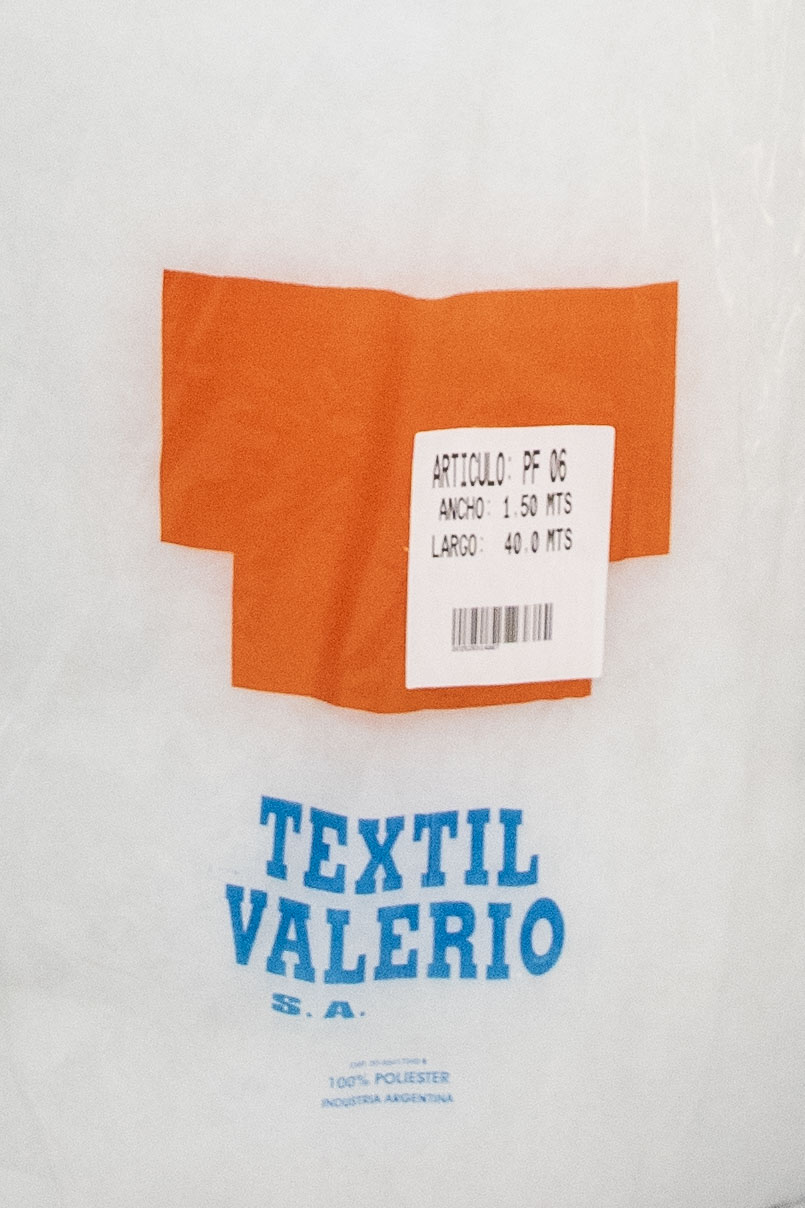 ARTICULO: PF 06
ANCHO: 1.50 MTS
LARGO: 40.0 MTS
TEXTIL
VALERIO
S.A.
100% POLIESTER
INDUSTRIA ARGENTINA